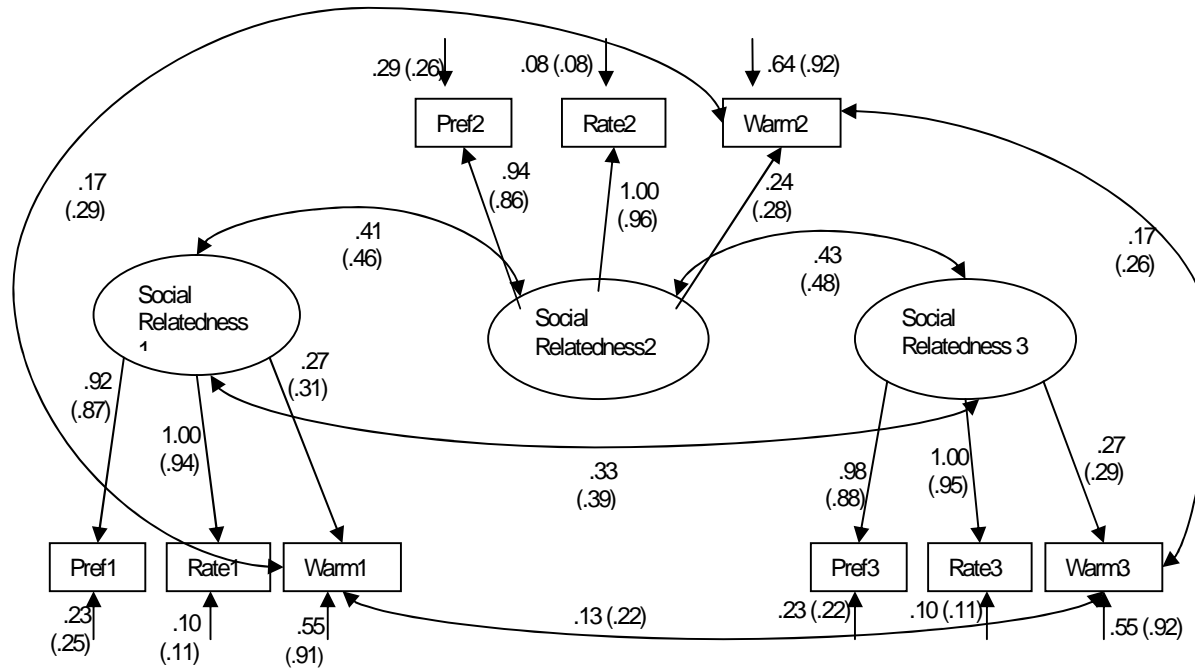 .29 (.26)
.08 (.08)
.64 (.92)
Pref2
Rate2
Warm2
.17
(.29)
.94
(.86)
1.00
(.96)
.24
(.28)
.41
(.46)
.43
(.48)
.17
(.26)
Social
Relatedness
1
Social
Relatedness2
Social
Relatedness 3
.92
(.87)
1.00
(.94)
.27
(.31)
.33
(.39)
.98
(.88)
1.00
(.95)
.27
(.29)
Pref1
Rate1
Warm1
Pref3
Rate3
Warm3
.23
(.25)
.10
(.11)
.55
(.91)
.13 (.22)
.23 (.22)
.10 (.11)
.55 (.92)